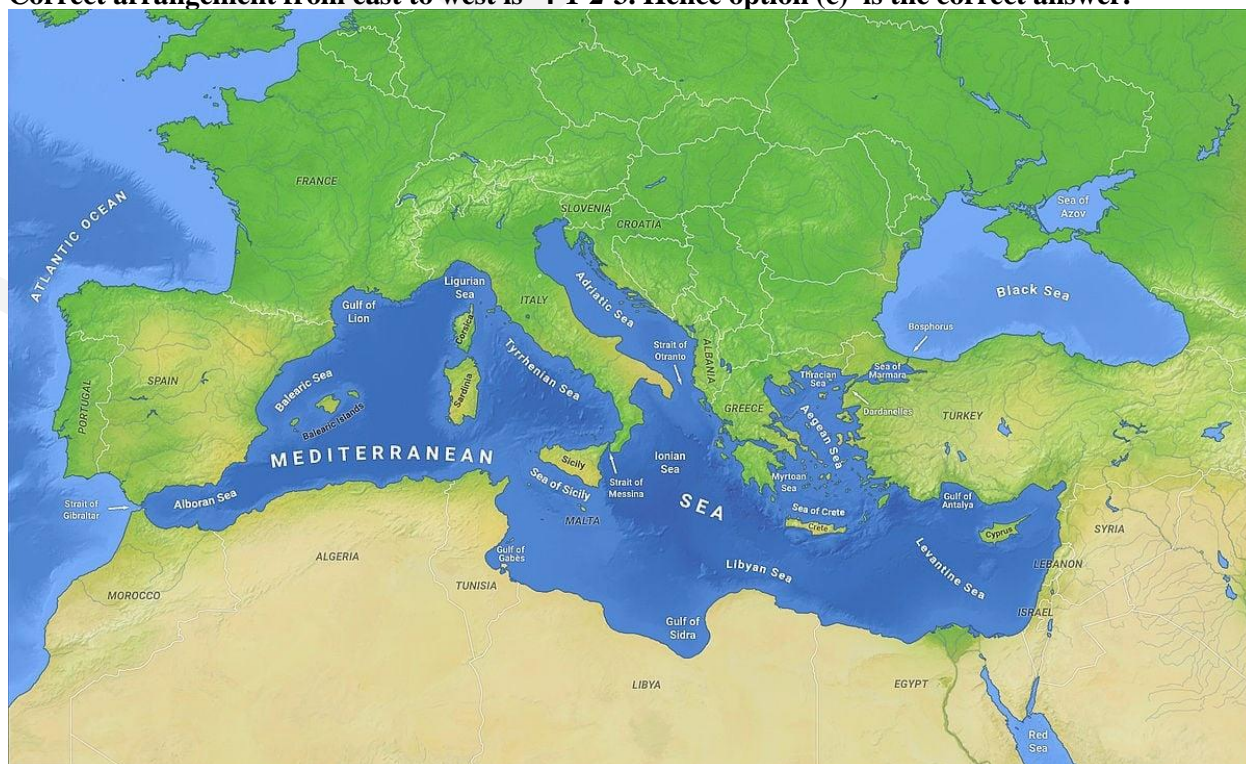 Correct arrangement from east to west is 4-1-2-3. Hence option (c) is the correct answer.
ATLANTIC OCEAN
FRANCE
SLOVENIA
CROATIA
Sea of
Azov
Black Sea
Ligurian
Sea
Gulf of
Lion
ITALY
Adriatic Sea
Corsica
Bosphorus
Strait of
Otranto
ALBANIA
Tyrrhenian Sea
Thracian
Sea
Sea of
Marmara
SPAIN
PORTUGAL
Balearic Sea
Balearic Islands
Sardinia
GREECE
Aegean Sea
Dardanelles
TURKEY
MEDITERRANEAN
Sicily
Ionian
Sea
Myrtoan
Sea
Strait of
Messina
Sea of Sicily
SEA
Alboran Sea
Strait of
Gibraltar
Gulf of
Antalya
Sea of Crete
Crete
Cyprus
SYRIA
MALTA
ALGERIA
Gulf of
Gabès
TUNISIA
Libyan Sea
Levantine Sea
LEBANON
MOROCCO
ISRAEL
Gulf of
Sidra
LIBYA
EGYPT
Red
Sea